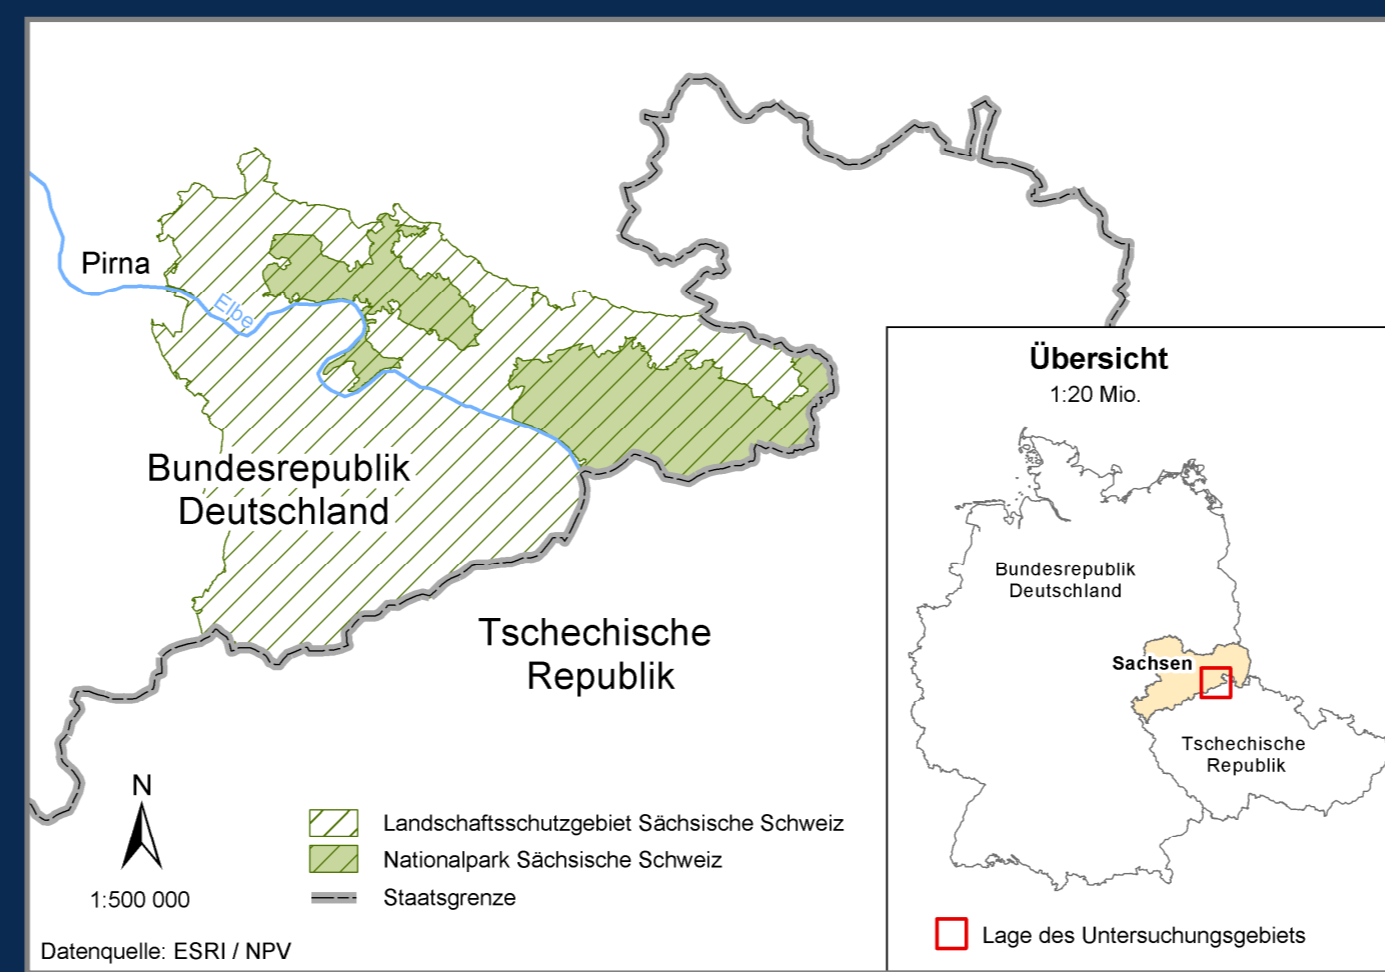 Pirna
Elbe
Bundesrepublik
Deutschland
Tschechische
Republik
N
1:500 000
Landschaftsschutzgebiet Sächsische Schweiz
Nationalpark Sächsische Schweiz
Staatsgrenze
Datenquelle: ESRI / NPV
Übersicht
1:20 Mio.
Bundesrepublik
Deutschland
Sachsen
Tschechische
Republik
Lage des Untersuchungsgebiets